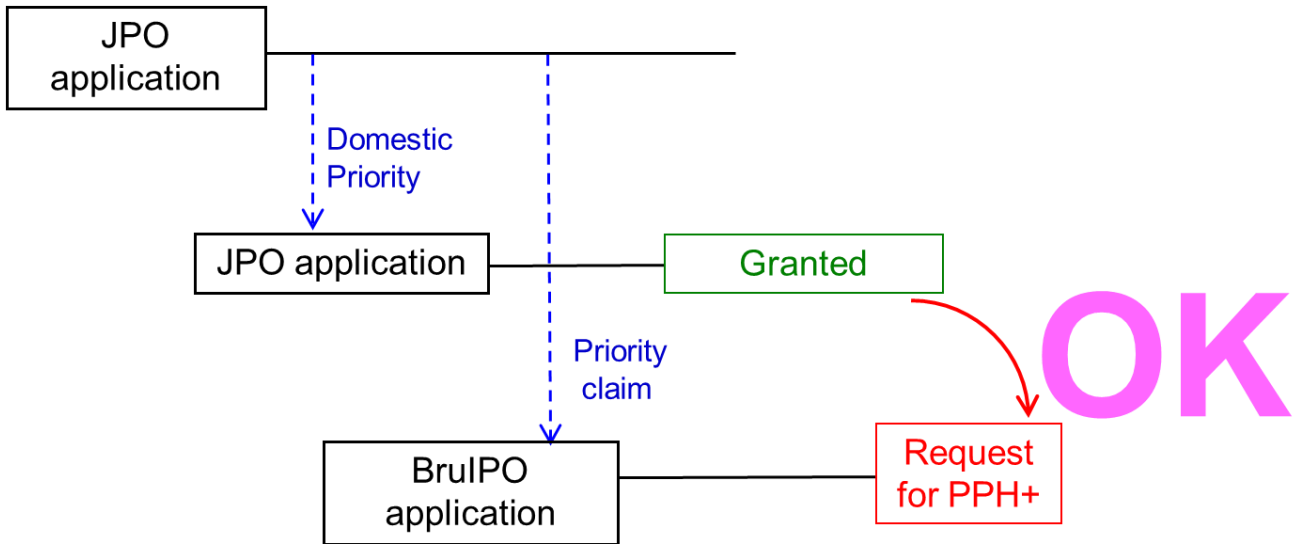 JPO
application
Domestic
Priority
JPO application
Granted
OK
Priority
claim
BruIPO
application
Request
for PPH+